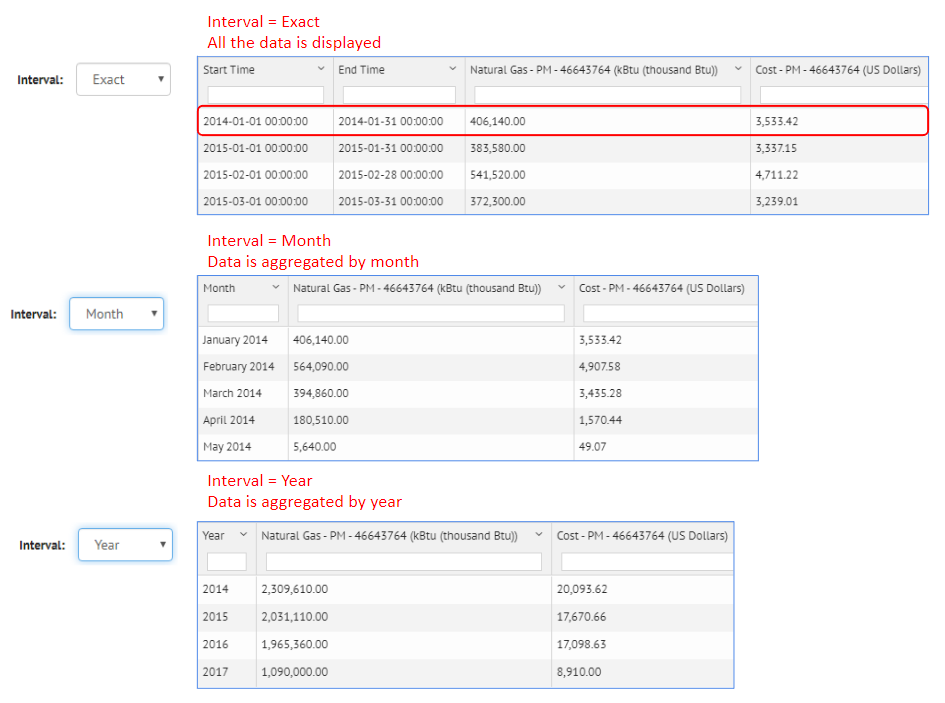 Interval = Exact
All the data is displayed
Interval: Exact
Start Time End Time Natural Gas - PM - 46643764 (kBtu (thousand Btu)) Cost - PM - 46643764 (US Dollars)
2014-01-01 00:00:00 2014-01-31 00:00:00 406,140.00 3,533.42
2015-01-01 00:00:00 2015-01-31 00:00:00 383,580.00 3,337.15
2015-02-01 00:00:00 2015-02-28 00:00:00 541,520.00 4,711.22
2015-03-01 00:00:00 2015-03-31 00:00:00 372,300.00 3,239.01
Interval = Month
Data is aggregated by month
Interval: Month
Month Natural Gas - PM - 46643764 (kBtu (thousand Btu)) Cost - PM - 46643764 (US Dollars)
January 2014 406,140.00 3,533.42
February 2014 564,090.00 4,907.58
March 2014 394,860.00 3,435.28
April 2014 180,510.00 1,570.44
May 2014 5,640.00 49.07
Interval = Year
Data is aggregated by year
Interval: Year
Year Natural Gas - PM - 46643764 (kBtu (thousand Btu)) Cost - PM - 46643764 (US Dollars)
2014 2,309,610.00 20,093.62
2015 2,031,110.00 17,670.66
2016 1,965,360.00 17,098.63
2017 1,090,000.00 8,910.00